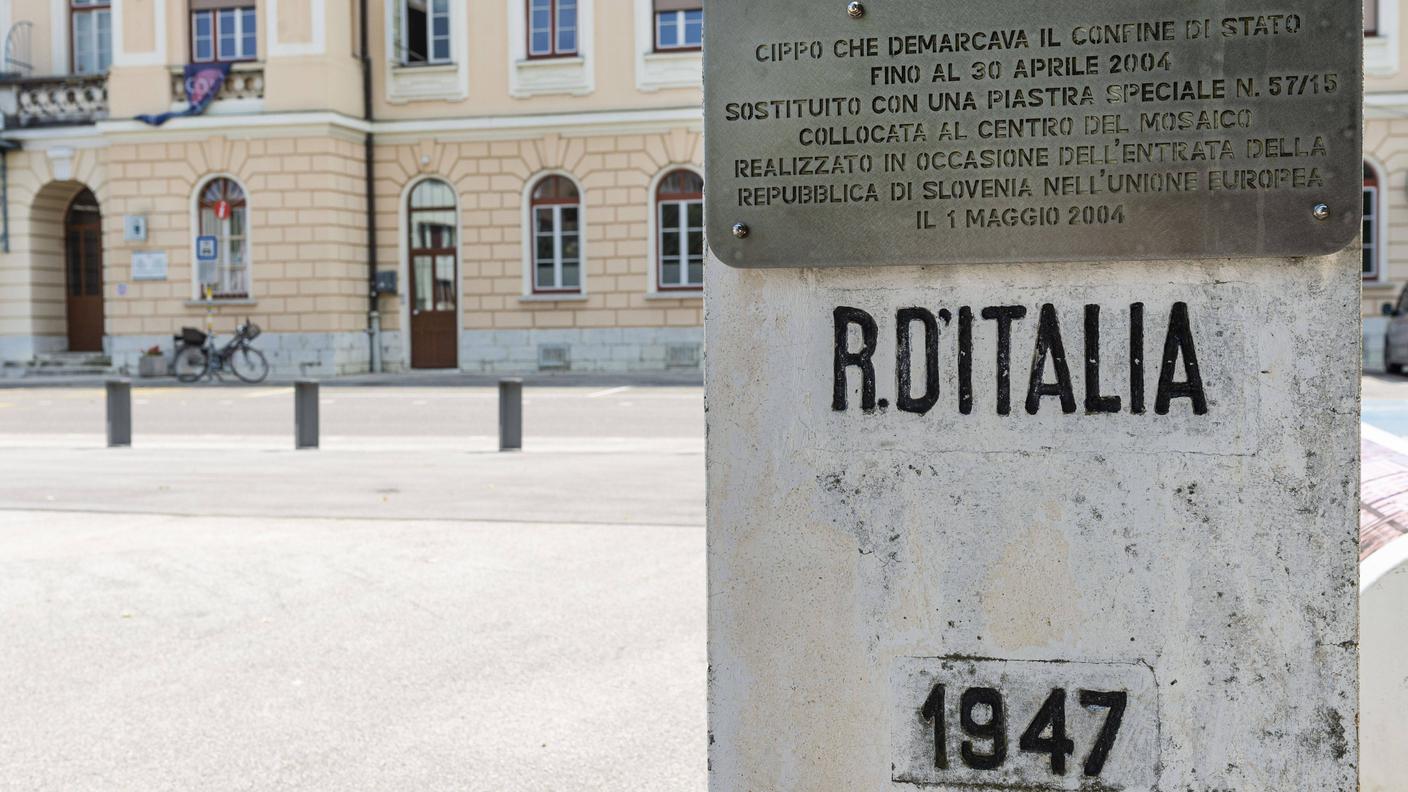 CIPPO CHE DEMARCAVA IL CONFINE DI STATO
FINO AL 30 APRILE 2004
SOSTITUITO CON UNA PIASTRA SPECIALE N. 57/15
COLLOCATA AL CENTRO DEL MOSAICO
REALIZZATO IN OCCASIONE DELL'ENTRATA DELLA
REPUBBLICA DI SLOVENIA NELL'UNIONE EUROPEA
IL 1 MAGGIO 2004
R.D'ITALIA
1947